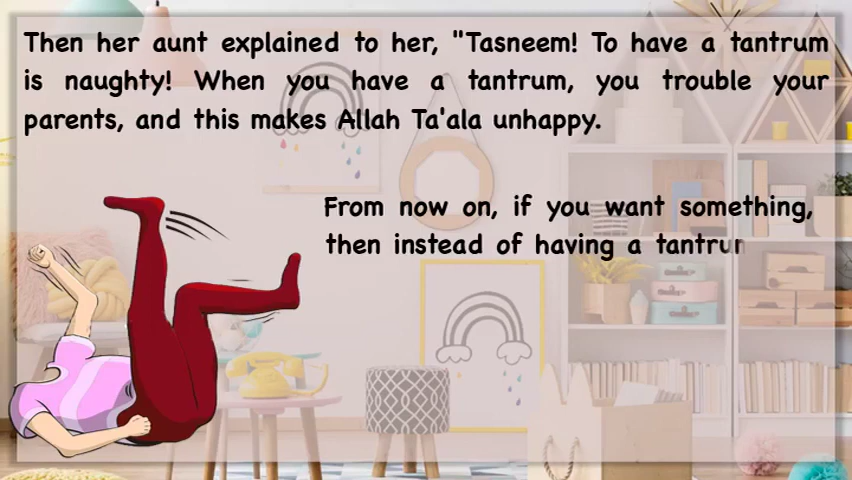 Then her aunt explained to her, "Tasneem! To have a tantrum
is naughty! When you have a tantrum, you trouble your
parents, and this makes Allah Ta'ala unhappy.
From now on, if you want something,
then instead of having a